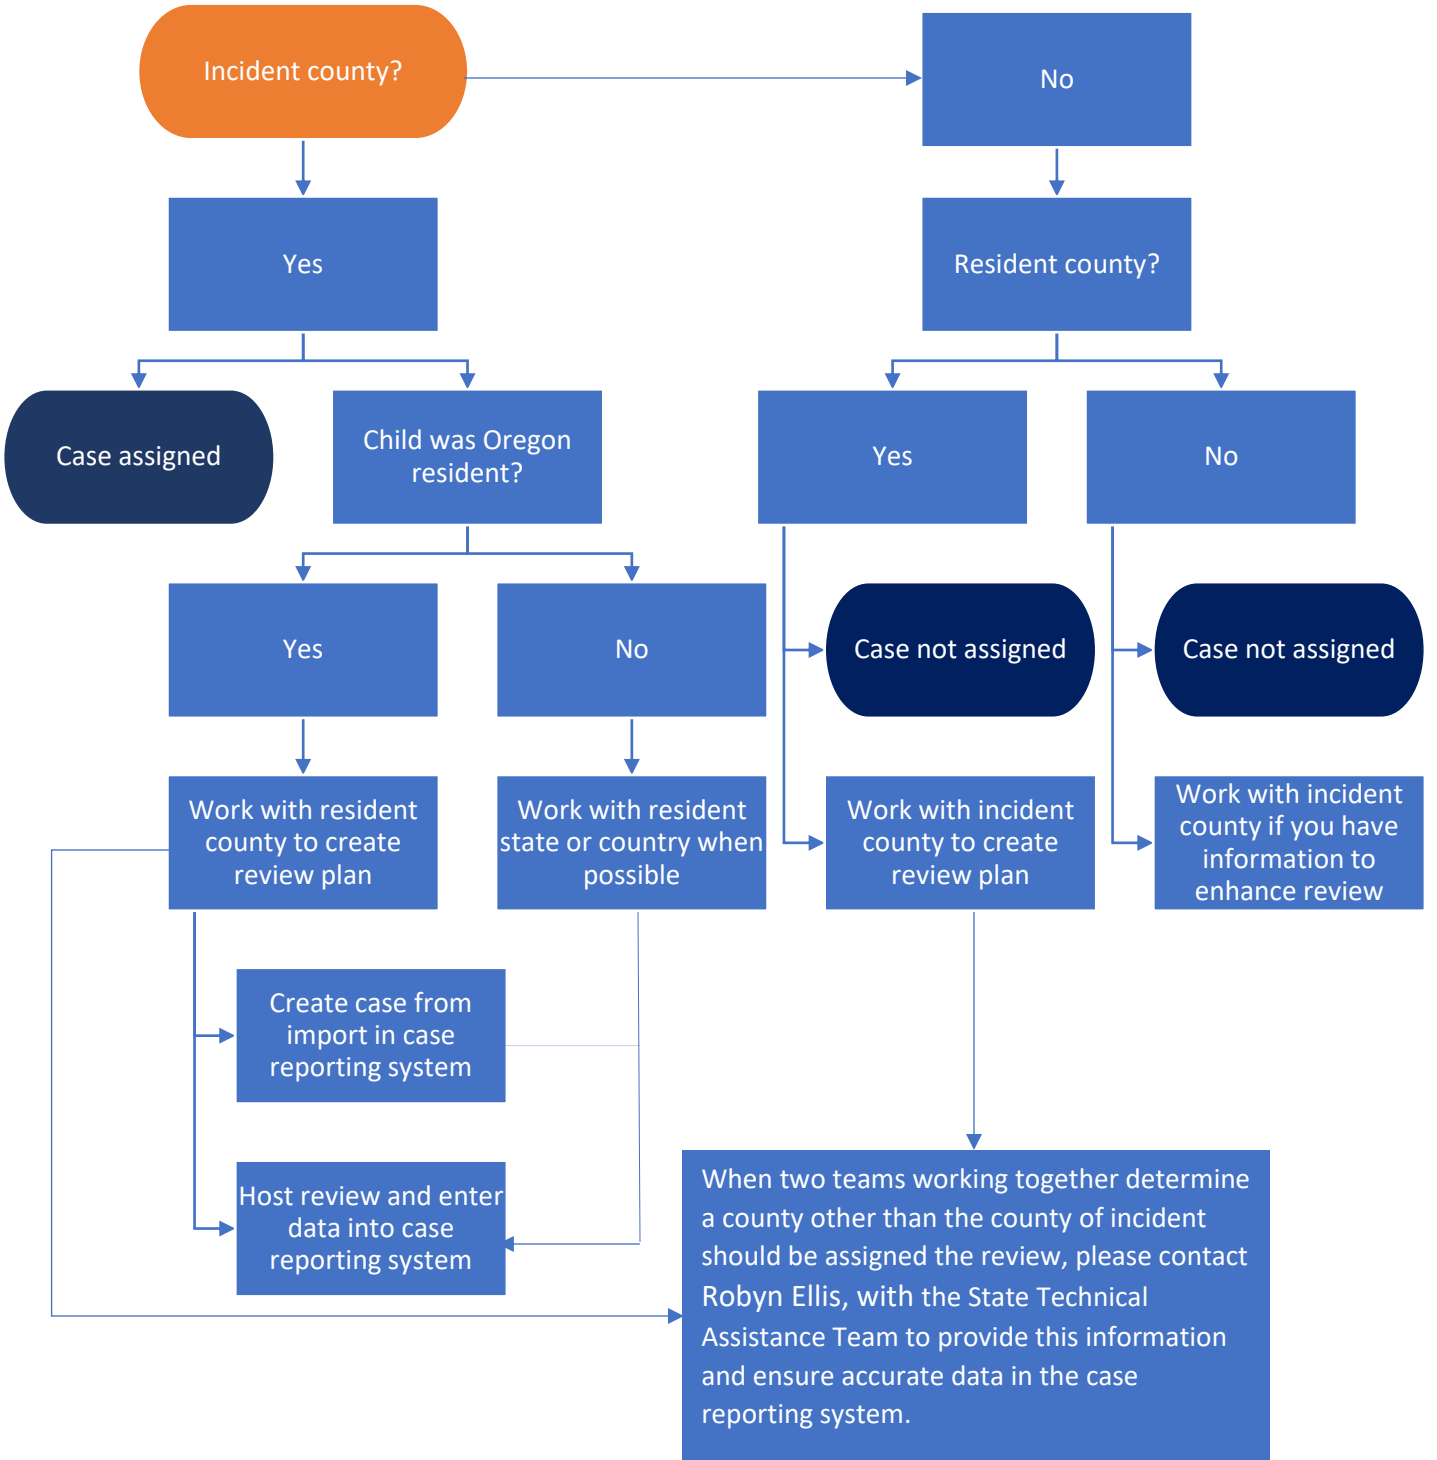 Incident county?
No
Yes
Resident county?
Case assigned
Child was Oregon
resident?
Yes
No
Yes
No
Case not assigned
Case not assigned
Work with resident
county to create
review plan
Work with resident
state or country when
possible
Work with incident
county to create
review plan
Work with incident
county if you have
information to
enhance review
Create case from
import in case
reporting system
Host review and enter
data into case
reporting system
When two teams working together determine
a county other than the county of incident
should be assigned the review, please contact
Robyn Ellis, with the State Technical
Assistance Team to provide this information
and ensure accurate data in the case
reporting system.